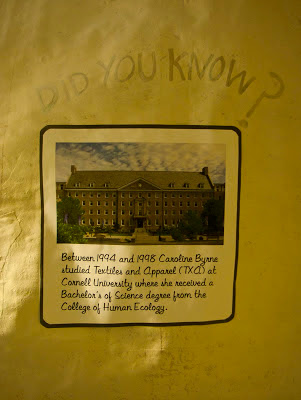 DID YOU KNOW?
Between 1994 and 1998 Caroline Byrne
studied Textiles and Apparel (TXA) at
Cornell University where she received a
Bachelor's of Science degree from the
College of Human Ecology.